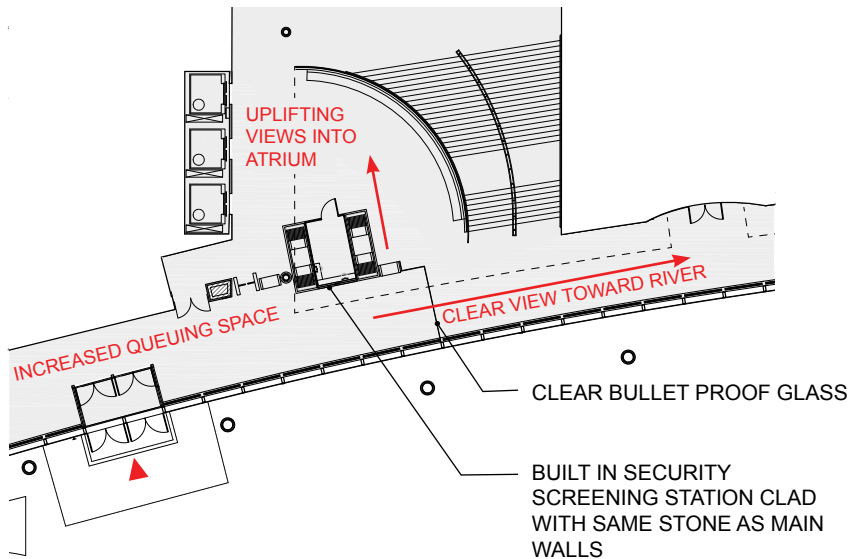 UPLIFTING
VIEWS INTO
ATRIUM
CLEAR VIEW TOWARD RIVER
INCREASED QUEUING SPACE
CLEAR BULLET PROOF GLASS
BUILT IN SECURITY
SCREENING STATION CLAD
WITH SAME STONE AS MAIN
WALLS